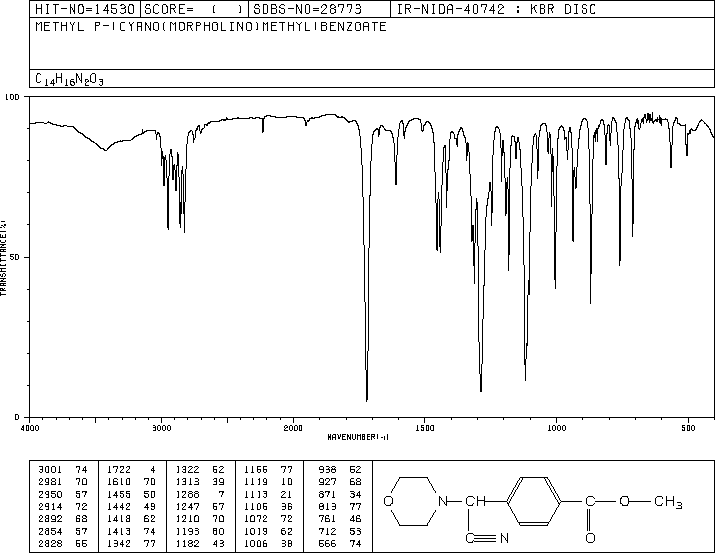 HIT-NO=14530 SCORE= ( ) SDBS-NO=28773 IR-NIDA-40742 : KBR DISC
METHYL P-(CYANO(MORPHOLINO)METHYL)BENZOATE
C14H16N2O3
100
50
0
TRANSMITTANCE(%)
4000 3000 2000 1500 1000 500
WAVENUMBER(-1)
3001 74 1722 4 1322 62 1166 77 938 52
2981 70 1610 70 1313 39 1119 10 927 68
2950 57 1455 50 1288 7 1113 21 871 34
2914 72 1442 49 1247 57 1106 36 819 77
2892 68 1418 62 1210 70 1072 72 761 46
2854 57 1413 74 1193 60 1019 62 712 53
2828 55 1342 77 1182 43 1006 38 566 74
O N CH C O CH3
C N O